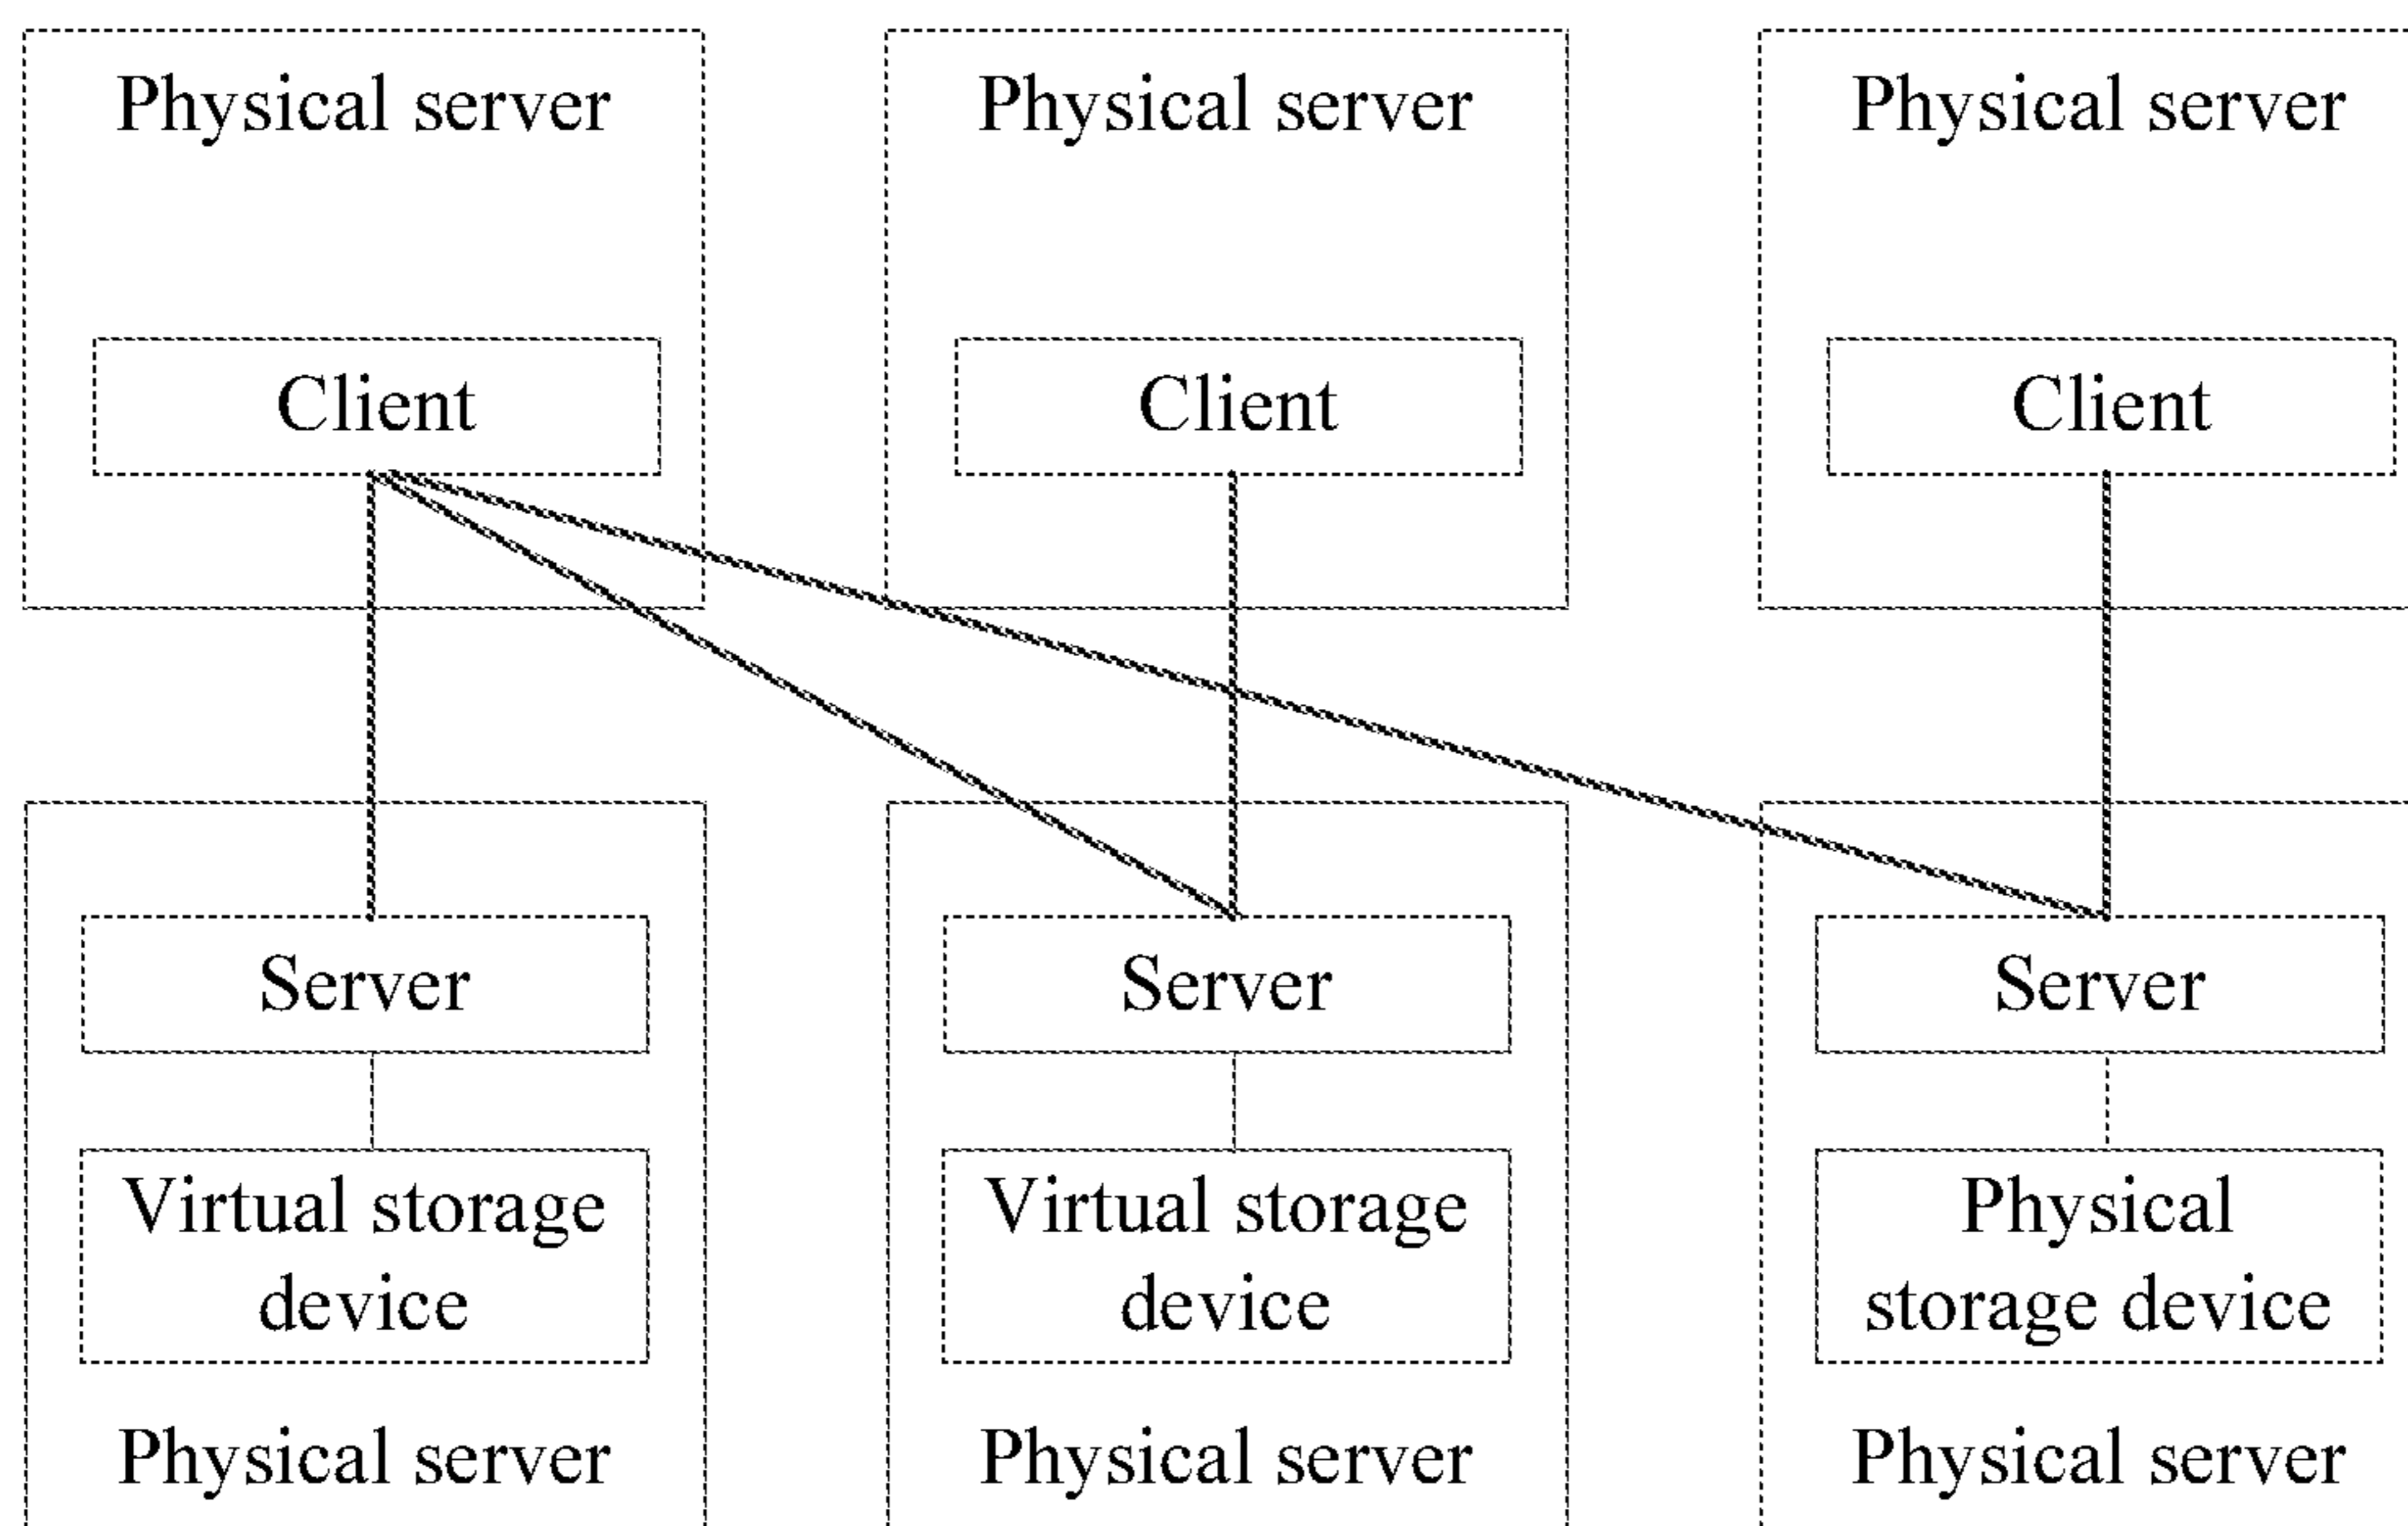 Physical server
Physical server
Physical server
Client
Client
Client
Server
Server
Server
Virtual storage
device
Virtual storage
device
Physical
storage device
Physical server
Physical server
Physical server